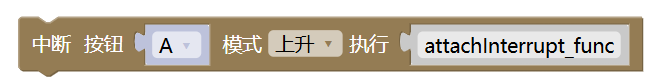 中断 按钮 A 模式 上升 执行 attachInterrupt_func